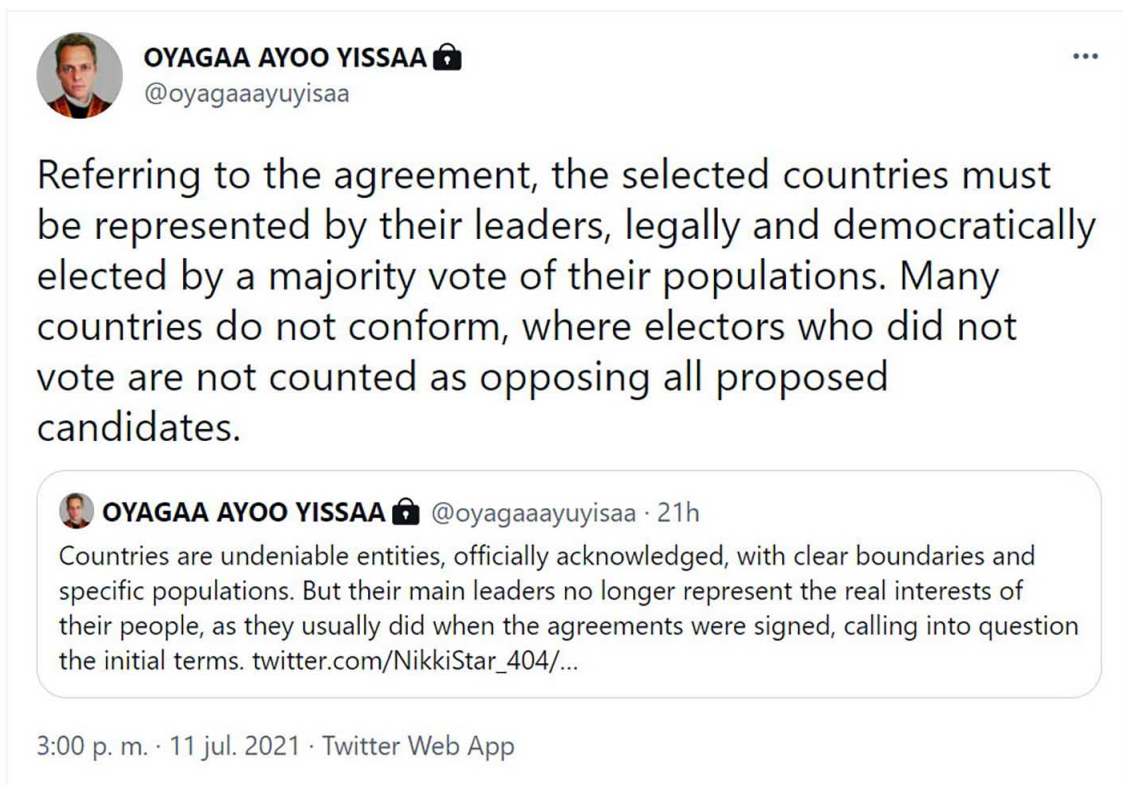 OYAGAA AYOO YISSAA
@oyagaaayuyisaa
Referring to the agreement, the selected countries must
be represented by their leaders, legally and democratically
elected by a majority vote of their populations. Many
countries do not conform, where electors who did not
vote are not counted as opposing all proposed
candidates.
OYAGAA AYOO YISSAA @oyagaaayuyisaa · 21h
Countries are undeniable entities, officially acknowledged, with clear boundaries and
specific populations. But their main leaders no longer represent the real interests of
their people, as they usually did when the agreements were signed, calling into question
the initial terms. twitter.com/NikkiStar_404/...
3:00 p. m. · 11 jul. 2021 · Twitter Web App